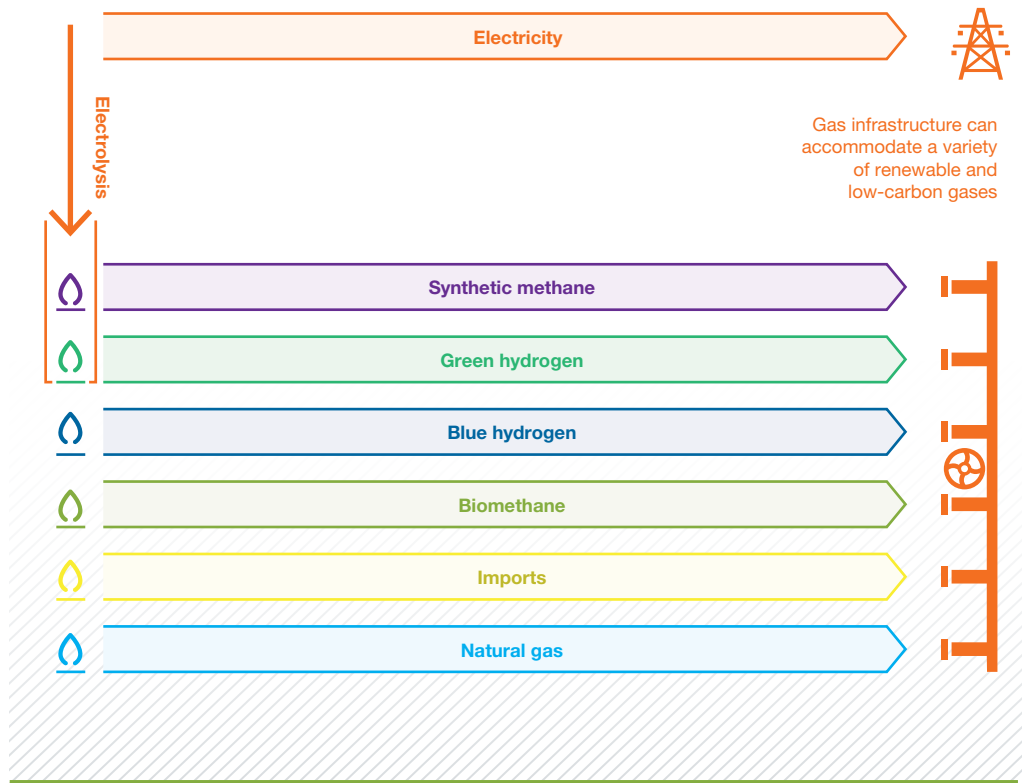 Electricity
Electrolysis
Gas infrastructure can
accommodate a variety
of renewable and
low-carbon gases
Synthetic methane
Green hydrogen
Blue hydrogen
Biomethane
Imports
Natural gas